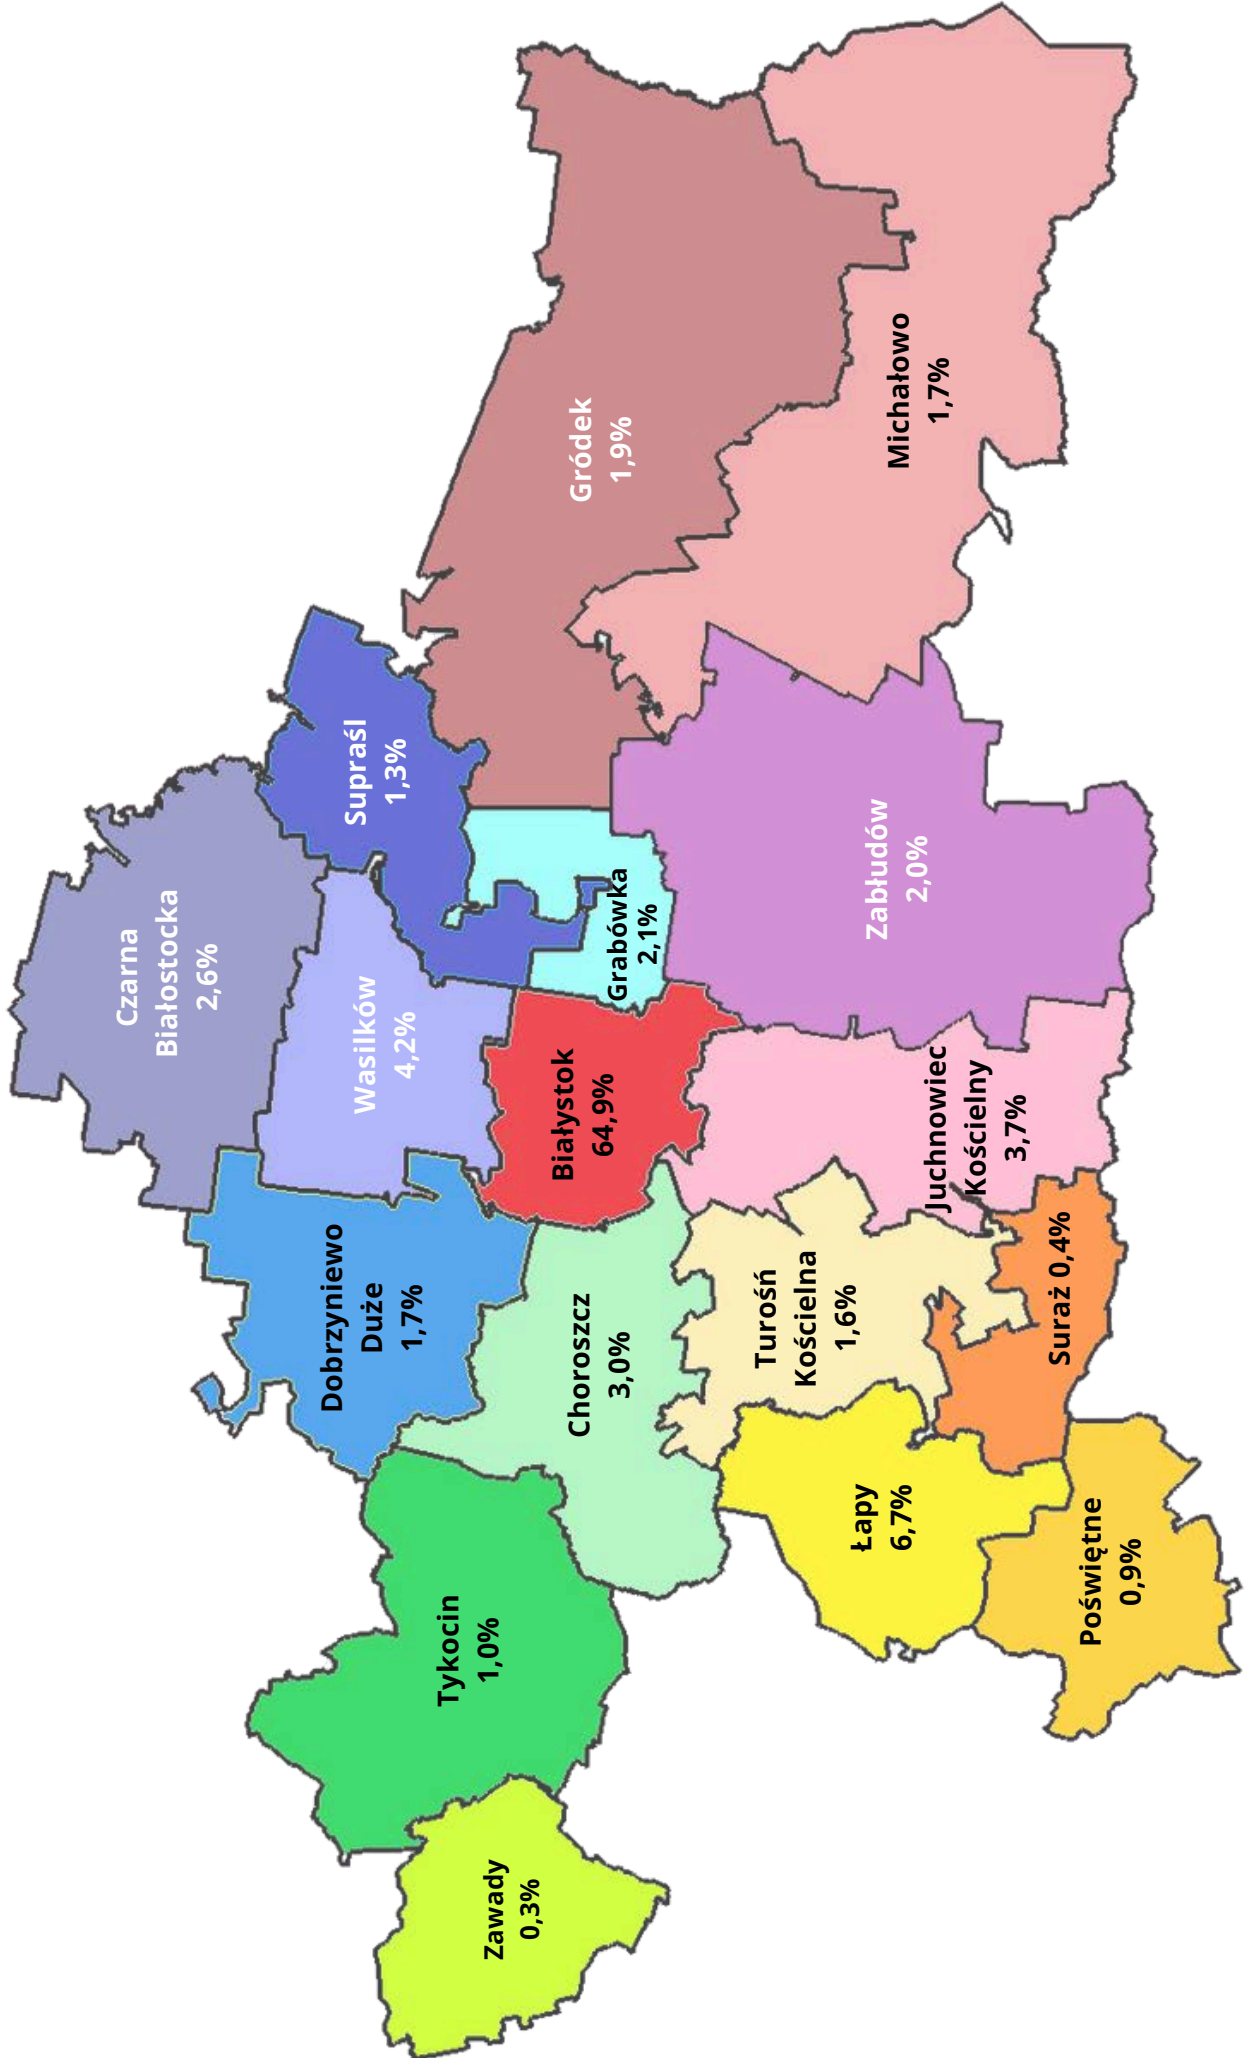 Czarna
Białostocka
2,6%
Supraśl
1,3%
Wasilków
4,2%
Dobrzyniewo
Duże
1,7%
Gródek
1,9%
Grabówka
2,1%
Białystok
64,9%
Choroszcz
3,0%
Tykocin
1,0%
Zawady
0,3%
Michałowo
1,7%
Zabłudów
2,0%
Juchnowiec
Kościelny
3,7%
Turośń
Kościelna
1,6%
Łapy
6,7%
Suraż 0,4%
Poświętne
0,9%